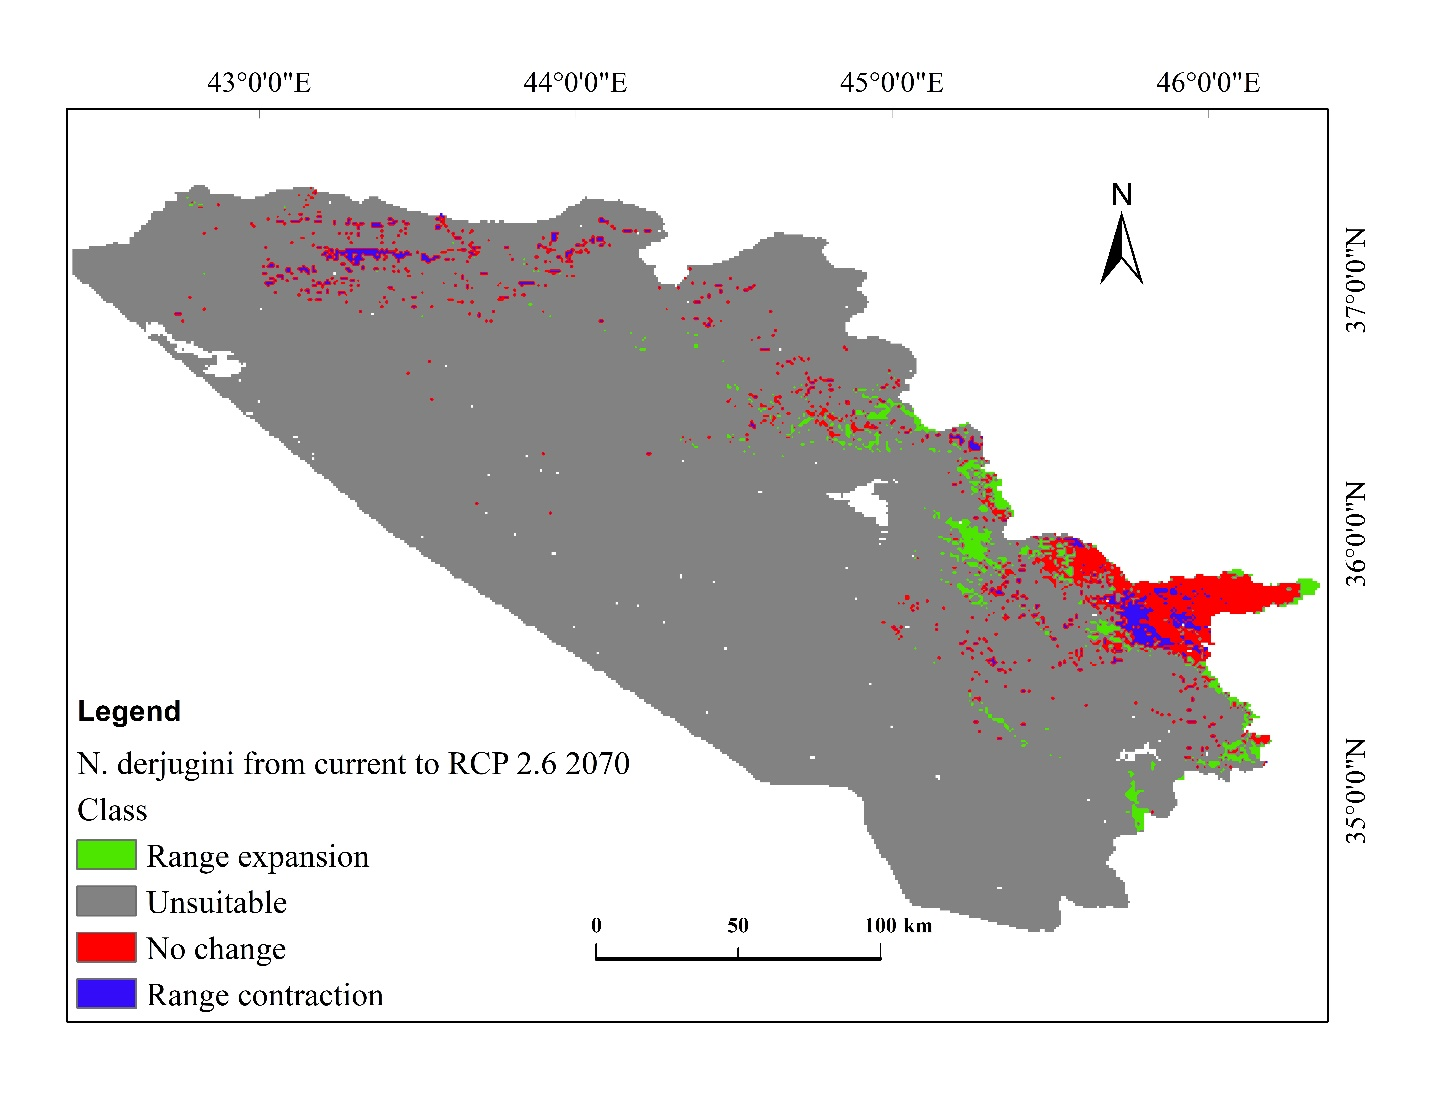 43°0'0"E 44°0'0"E 45°0'0"E 46°0'0"E
N
37°0'0"N
36°0'0"N
35°0'0"N
Legend
N. derjugini from current to RCP 2.6 2070
Class
Range expansion
Unsuitable
No change
Range contraction
0 50 100 km